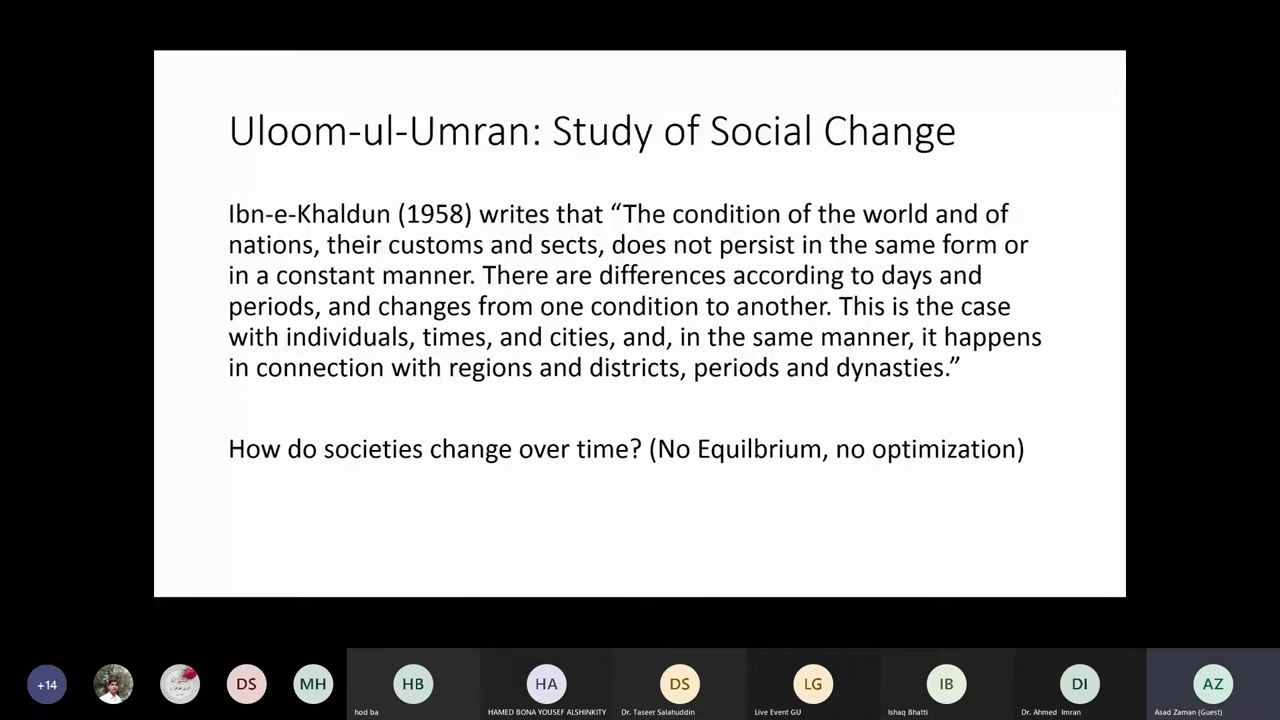 Uloom-ul-Umran: Study of Social Change
Ibn-e-Khaldun (1958) writes that “The condition of the world and of
nations, their customs and sects, does not persist in the same form or
in a constant manner. There are differences according to days and
periods, and changes from one condition to another. This is the case
with individuals, times, and cities, and, in the same manner, it happens
in connection with regions and districts, periods and dynasties.”
How do societies change over time? (No Equilbrium, no optimization)
+14
DS
MH
HB
HA
DS
LG
IB
DI
AZ
hod ba
HAMED BONA YOUSEF ALSHINKITY
Dr. Taseer Salahuddin
Live Event GU
Ishaq Bhatti
Dr. Ahmed Imran
Asad Zaman (Guest)